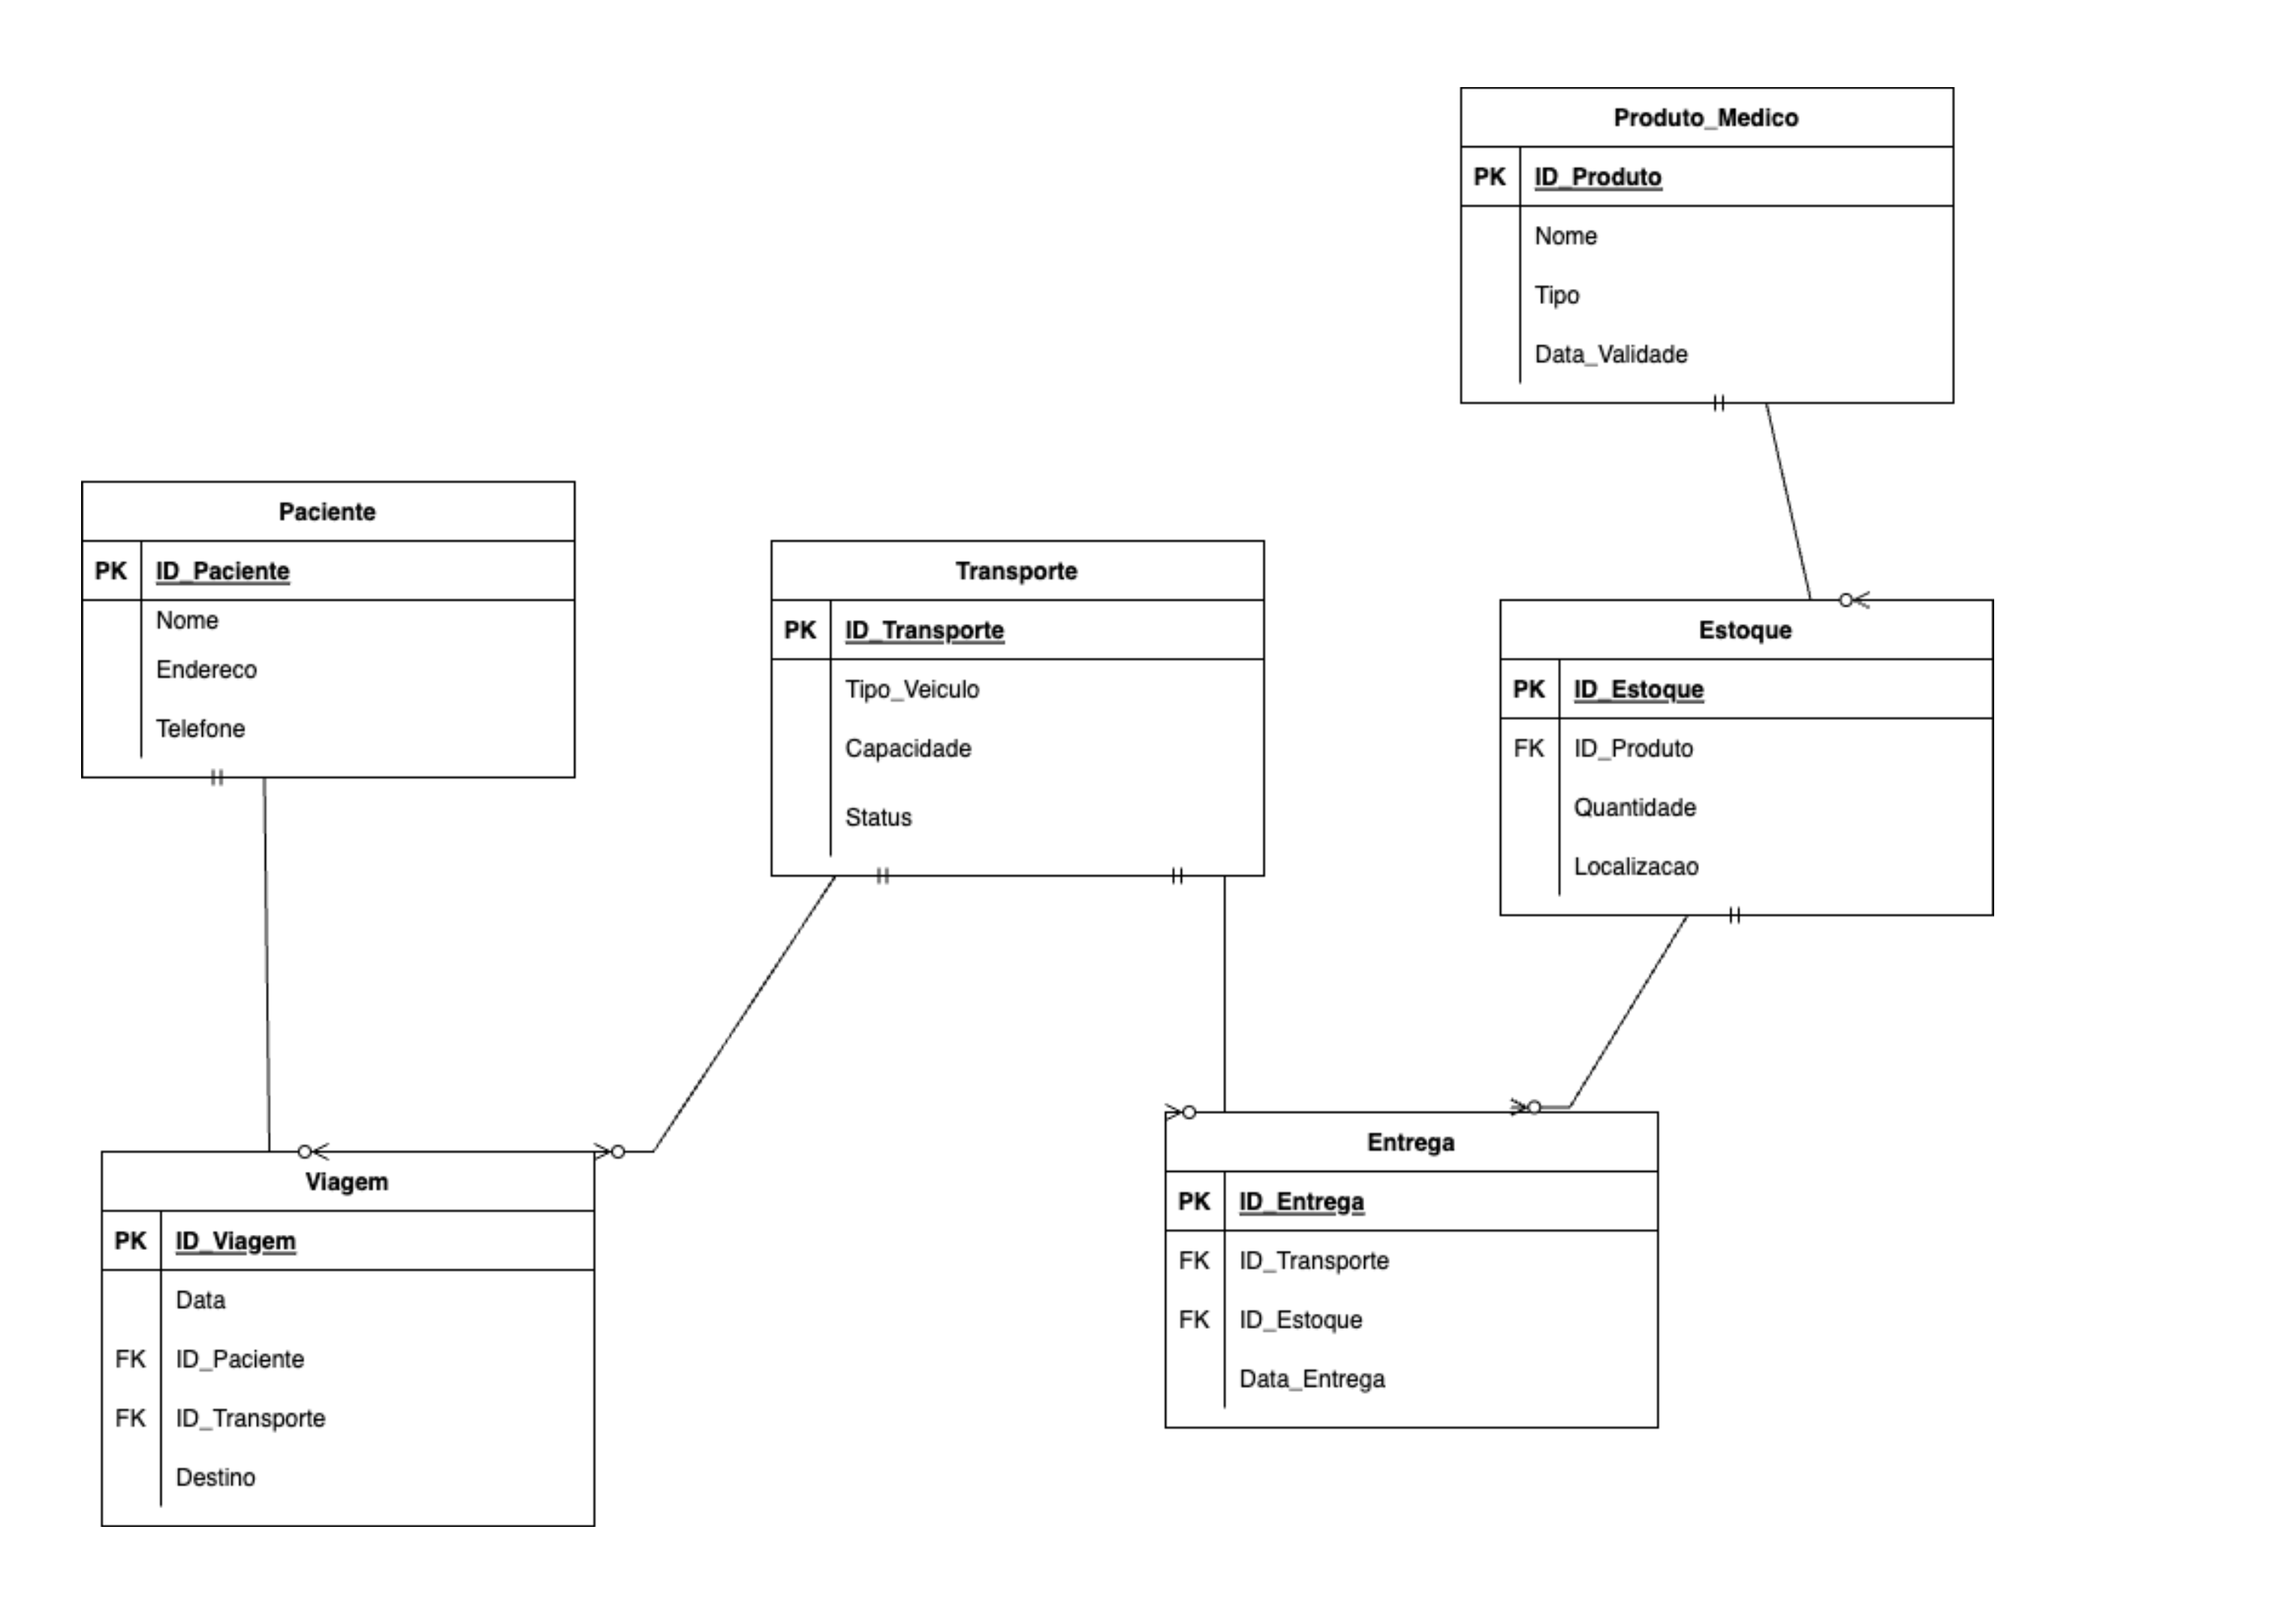 Produto_Medico
PK ID_Produto
Nome
Tipo
Data_Validade
Paciente
PK ID_Paciente
Nome
Endereco
Telefone
Transporte
PK ID_Transporte
Tipo_Veiculo
Capacidade
Status
Estoque
PK ID_Estoque
FK ID_Produto
Quantidade
Localizacao
Viagem
PK ID_Viagem
Data
FK ID_Paciente
FK ID_Transporte
Destino
Entrega
PK ID_Entrega
FK ID_Transporte
FK ID_Estoque
Data_Entrega